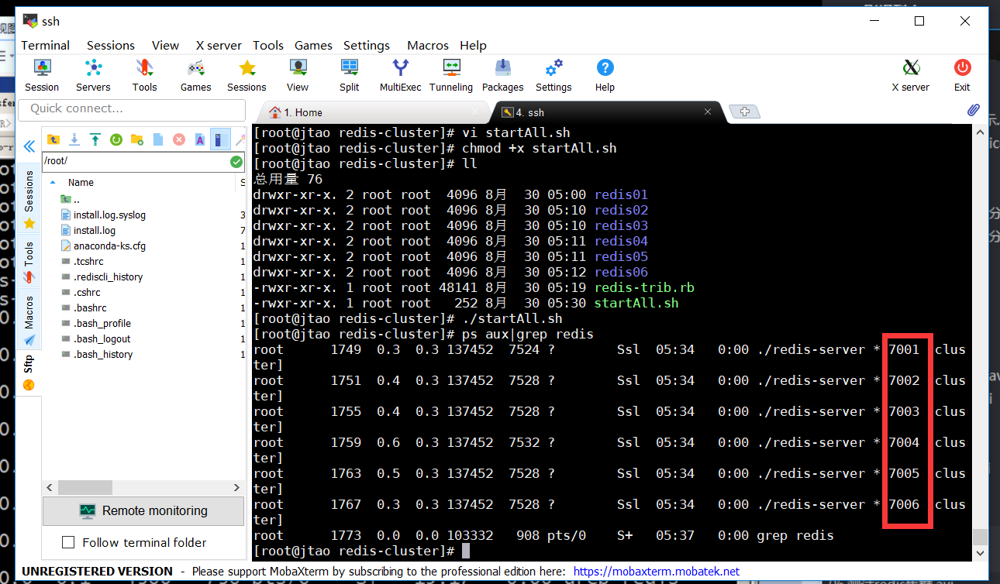 ssh
Terminal Sessions View X server Tools Games Settings Macros Help
Session Servers Tools Games Sessions View Split MultiExec Tunneling Packages Settings Help X server Exit
Quick connect...
1. Home
4. ssh
/root/
Name
..
install.log.syslog
install.log
anaconda-ks.cfg
.tcshrc
.rediscli_history
.cshrc
.bashrc
.bash_profile
.bash_logout
.bash_history
Sessions
Tools
Macros
Sftp
Remote monitoring
Follow terminal folder
[root@jtao redis-cluster]# vi startAll.sh
[root@jtao redis-cluster]# chmod +x startAll.sh
[root@jtao redis-cluster]# ll
总用量 76
drwxr-xr-x. 2 root root 4096 8月 30 05:00 redis01
drwxr-xr-x. 2 root root 4096 8月 30 05:10 redis02
drwxr-xr-x. 2 root root 4096 8月 30 05:10 redis03
drwxr-xr-x. 2 root root 4096 8月 30 05:11 redis04
drwxr-xr-x. 2 root root 4096 8月 30 05:11 redis05
drwxr-xr-x. 2 root root 4096 8月 30 05:12 redis06
-rwxr-xr-x. 1 root root 48141 8月 30 05:19 redis-trib.rb
-rwxr-xr-x. 1 root root 252 8月 30 05:30 startAll.sh
[root@jtao redis-cluster]# ./startAll.sh
[root@jtao redis-cluster]# ps aux|grep redis
root 1749 0.3 0.3 137452 7524 ? Ssl 05:34 0:00 ./redis-server *:7001 [clus
ter]
root 1751 0.4 0.3 137452 7528 ? Ssl 05:34 0:00 ./redis-server *:7002 [clus
ter]
root 1755 0.4 0.3 137452 7528 ? Ssl 05:34 0:00 ./redis-server *:7003 [clus
ter]
root 1759 0.6 0.3 137452 7532 ? Ssl 05:34 0:00 ./redis-server *:7004 [clus
ter]
root 1763 0.5 0.3 137452 7528 ? Ssl 05:34 0:00 ./redis-server *:7005 [clus
ter]
root 1767 0.3 0.3 137452 7528 ? Ssl 05:34 0:00 ./redis-server *:7006 [clus
ter]
root 1773 0.0 0.0 103332 908 pts/0 S+ 05:37 0:00 grep redis
[root@jtao redis-cluster]#
UNREGISTERED VERSION - Please support MobaXterm by subscribing to the professional edition here: https://mobaxterm.mobatek.net